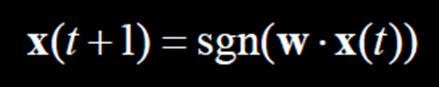 x(t+1) = sgn(w · x(t))